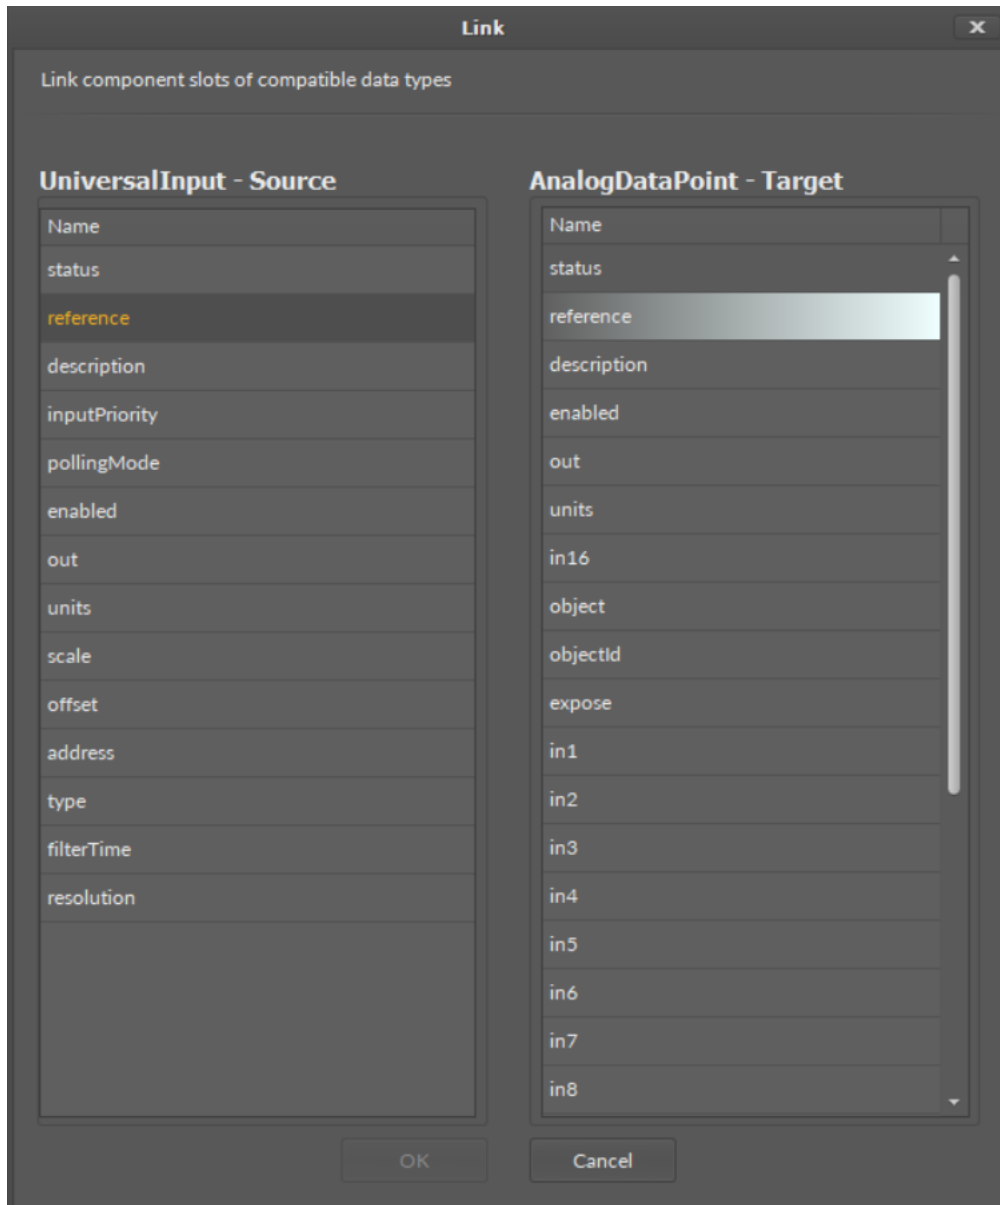 Link
Link component slots of compatible data types
UniversalInput - Source
Name
status
reference
description
inputPriority
pollingMode
enabled
out
units
scale
offset
address
type
filterTime
resolution
AnalogDataPoint - Target
Name
status
reference
description
enabled
out
units
in16
object
objectId
expose
in1
in2
in3
in4
in5
in6
in7
in8
OK
Cancel